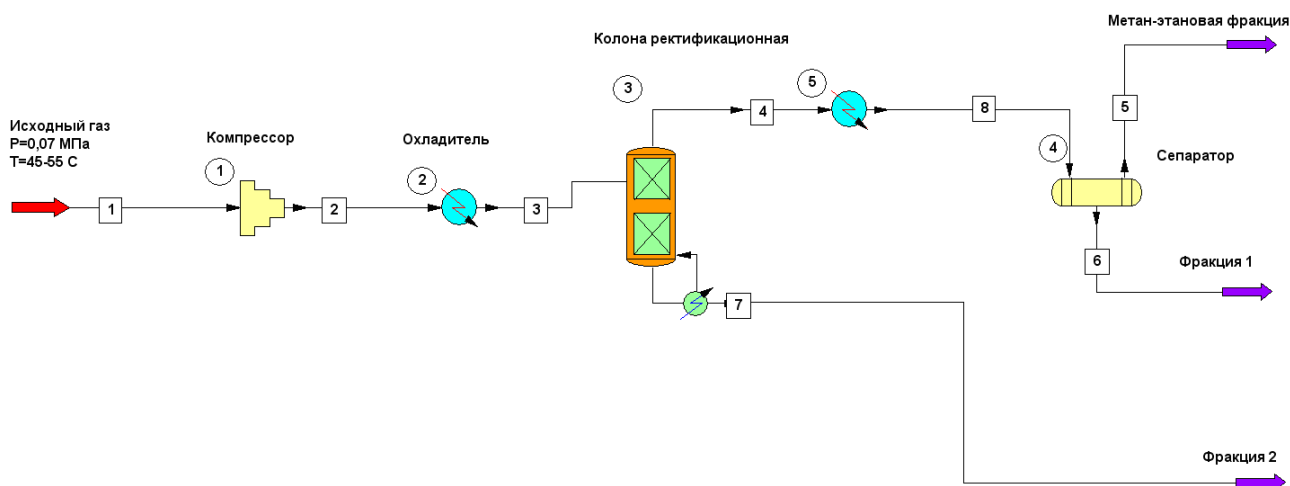 Метан-этановая фракция
Колона ректификационная
5
3
4
8
5
Исходный газ
P=0,07 МПа
T=45-55 С
Компрессор
Охладитель
4
Сепаратор
1
2
1
2
3
6
Фракция 1
7
Фракция 2